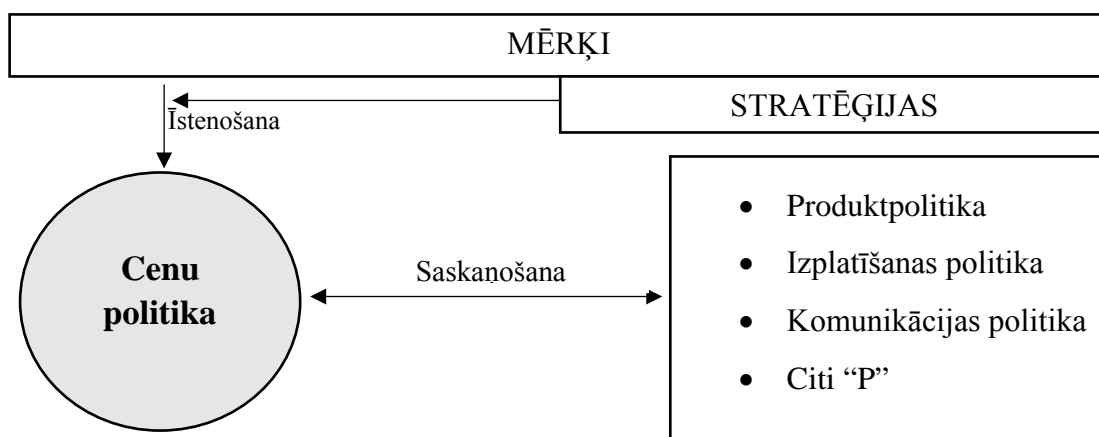 MĒRĶI
STRATĒĢIJAS
Īstenošana
Cenu
politika
Saskaņošana
• Produktpolitika
• Izplatīšanas politika
• Komunikācijas politika
• Citi “P”